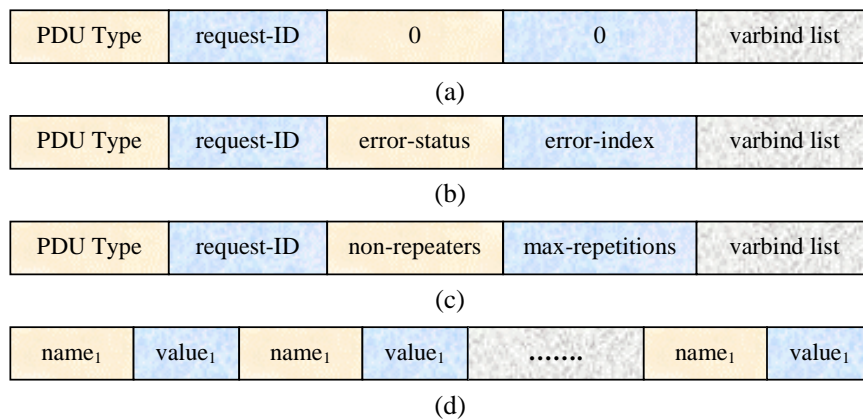 PDU Type request-ID 0 0 varbind list
(a)
PDU Type request-ID error-status error-index varbind list
(b)
PDU Type request-ID non-repeaters max-repetitions varbind list
(c)
name₁ value₁ name₁ value₁ ....... name₁ value₁
(d)